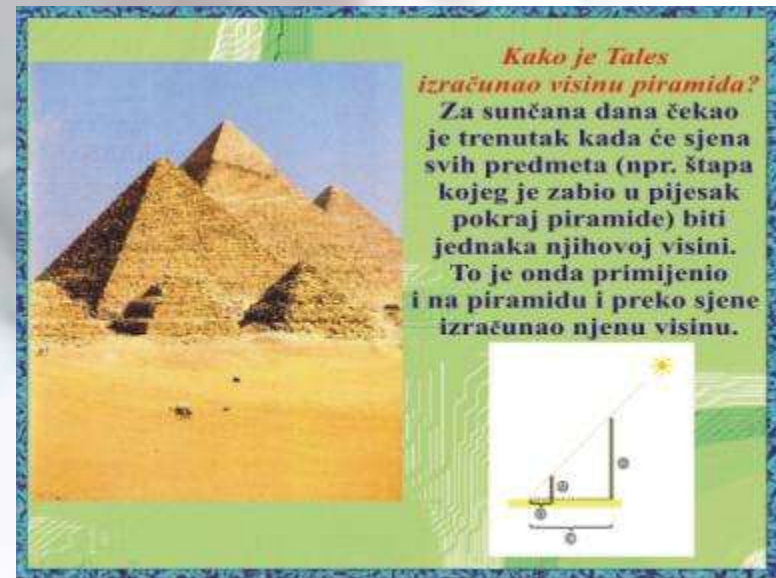 Kako je Tales
izračunao visinu piramida?
Za sunčana dana čekao
je trenutak kada će sjena
svih predmeta (npr. štapa
kojeg je zabio u pijesak
pokraj piramide) biti
jednaka njihovoj visini.
To je onda primijenio
i na piramidu i preko sjene
izračunao njenu visinu.